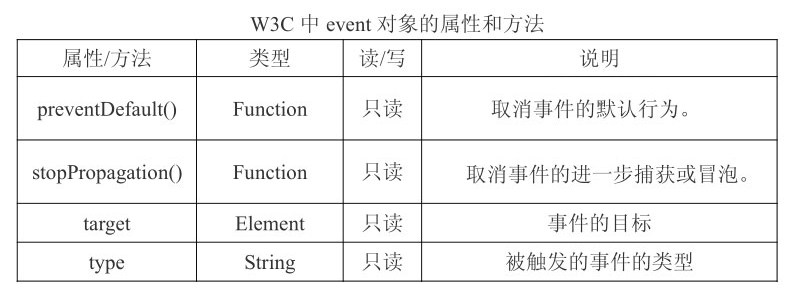 W3C 中 event 对象的属性和方法
属性/方法 类型 读/写 说明
preventDefault() Function 只读 取消事件的默认行为。
stopPropagation() Function 只读 取消事件的进一步捕获或冒泡。
target Element 只读 事件的目标
type String 只读 被触发的事件的类型